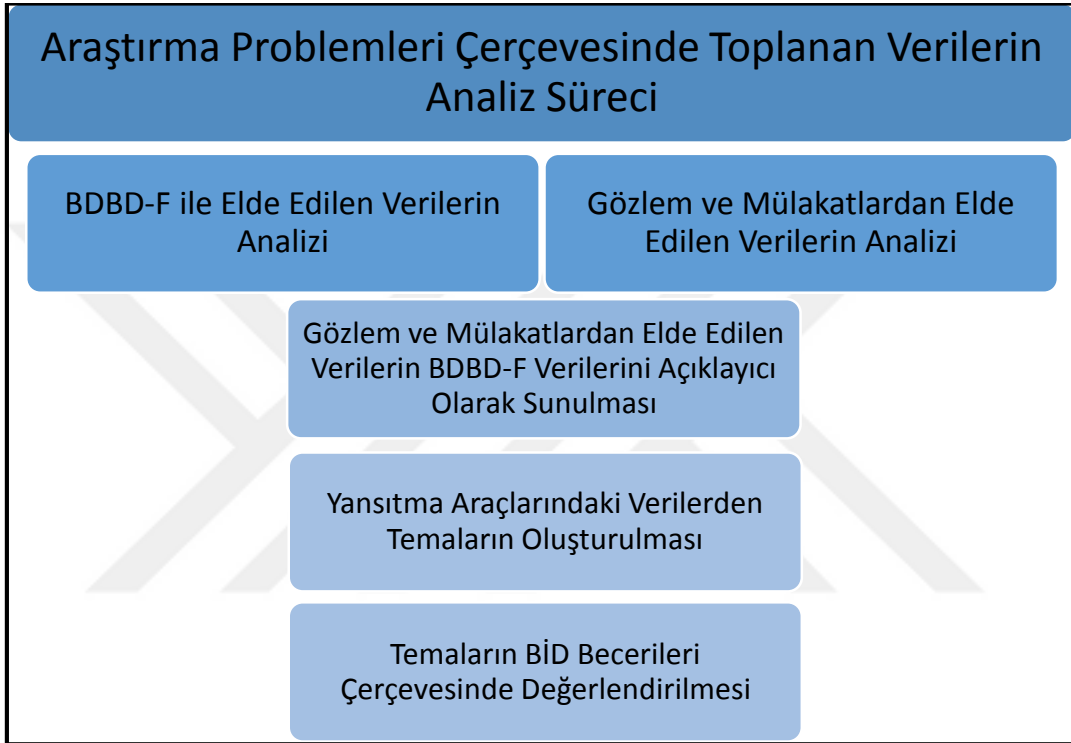 Araştırma Problemleri Çerçevesinde Toplanan Verilerin
Analiz Süreci
BDBD-F ile Elde Edilen Verilerin
Analizi
Gözlem ve Mülakatlardan Elde
Edilen Verilerin Analizi
Gözlem ve Mülakatlardan Elde Edilen
Verilerin BDBD-F Verilerini Açıklayıcı
Olarak Sunulması
Yansıtma Araçlarındaki Verilerden
Temaların Oluşturulması
Temaların BİD Becerileri
Çerçevesinde Değerlendirilmesi